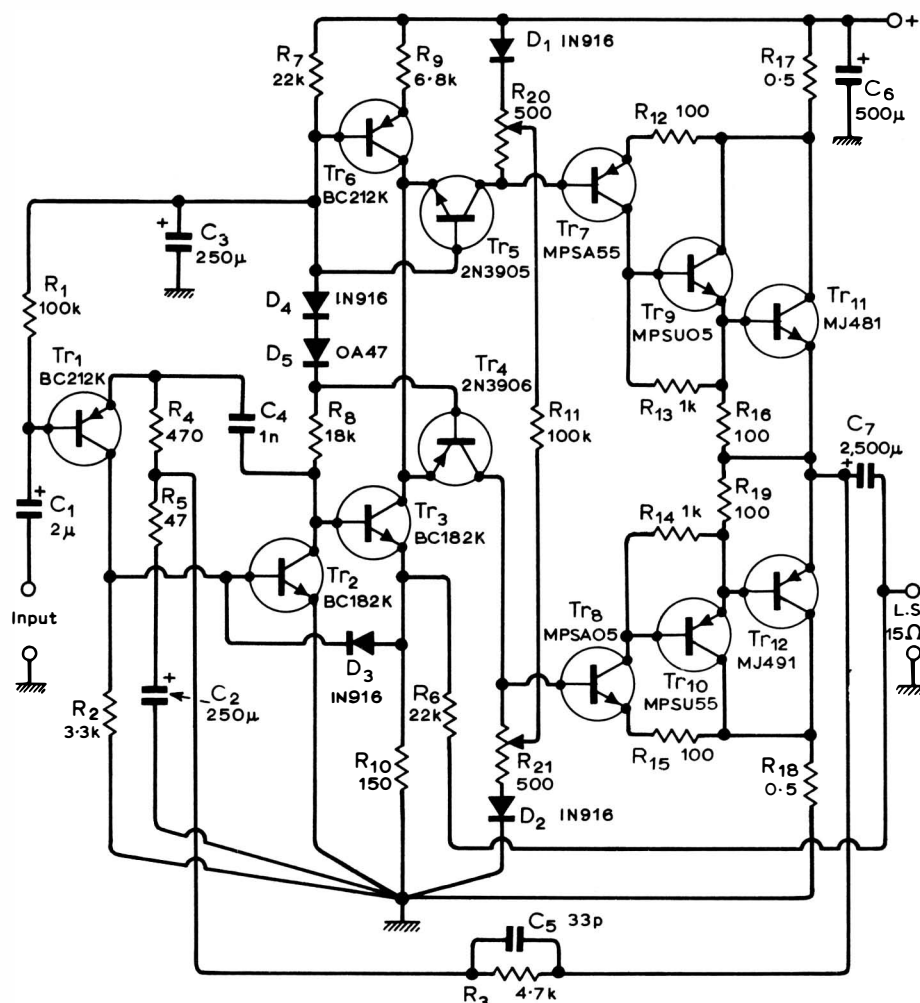 +
D1 IN916
R7
22k
R9
6·8k
R17
0.5
+
C6
500µ
R20
500
R12 100
Tr6
BC212K
+
C3
250µ
Tr5
2N3905
Tr7
MPSA55
R1
100k
D4 IN916
D5 OA47
Tr9
MPSU05
Tr11
MJ481
Tr1
BC212K
R4
470
C4
1n
R8
18k
Tr4
2N3906
R11
100k
R13 1k
R16
100
C7
2,500µ
+
R5
47
+
C1
2µ
Tr3
BC182K
R14 1k
R19
100
Input
Tr2
BC182K
Tr8
MPSA05
Tr12
MJ491
L.S
15Ω
D3
IN916
Tr10
MPSU55
+
C2
250µ
R2
3.3k
R6
22k
R21
500
R15 100
R10
150
R18
0.5
D2 IN916
C5 33p
R3 4·7k